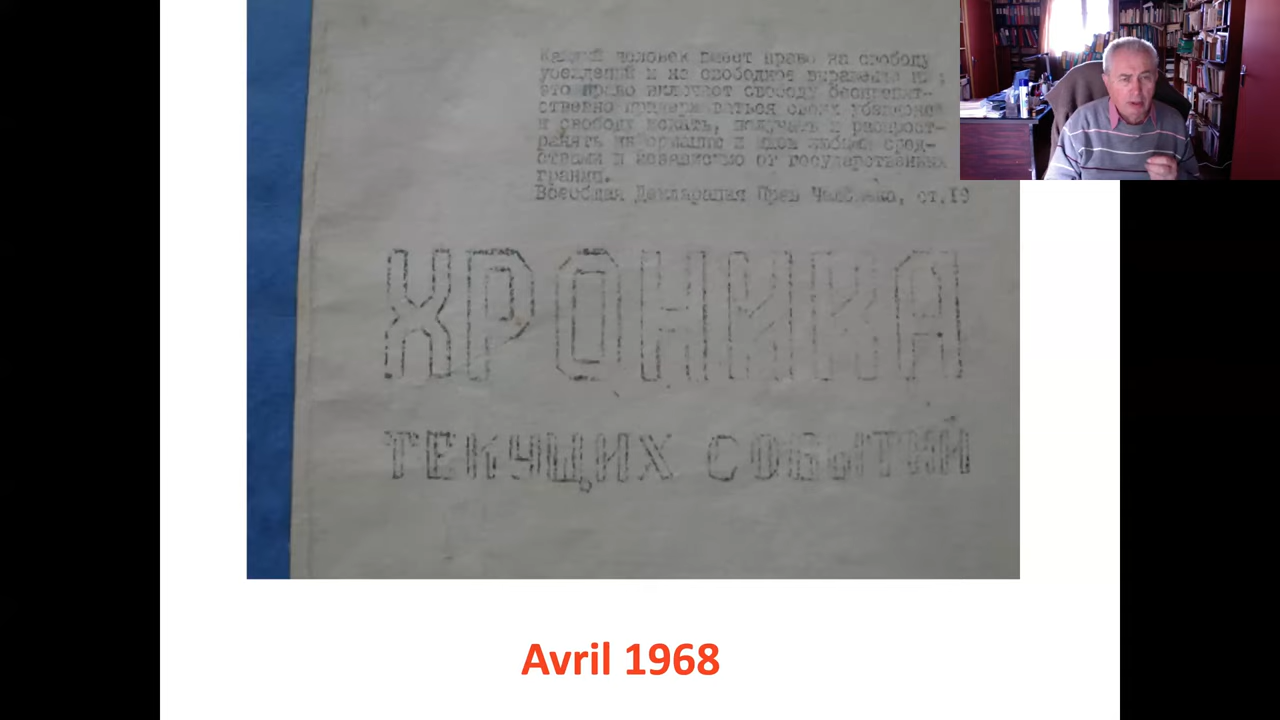 Каждый человек имеет право на свободу
убеждений и на свободное выражение их;
это право включает свободу беспрепят-
ственно придерживаться своих убеждений
и свободу искать, получать и распрост-
ранять информацию и идеи любыми сред-
ствами и независимо от государственных
границ.
Всеобщая Декларация Прав Человека, ст.19
ХРОНИКА
ТЕКУЩИХ СОБЫТИЙ
Avril 1968